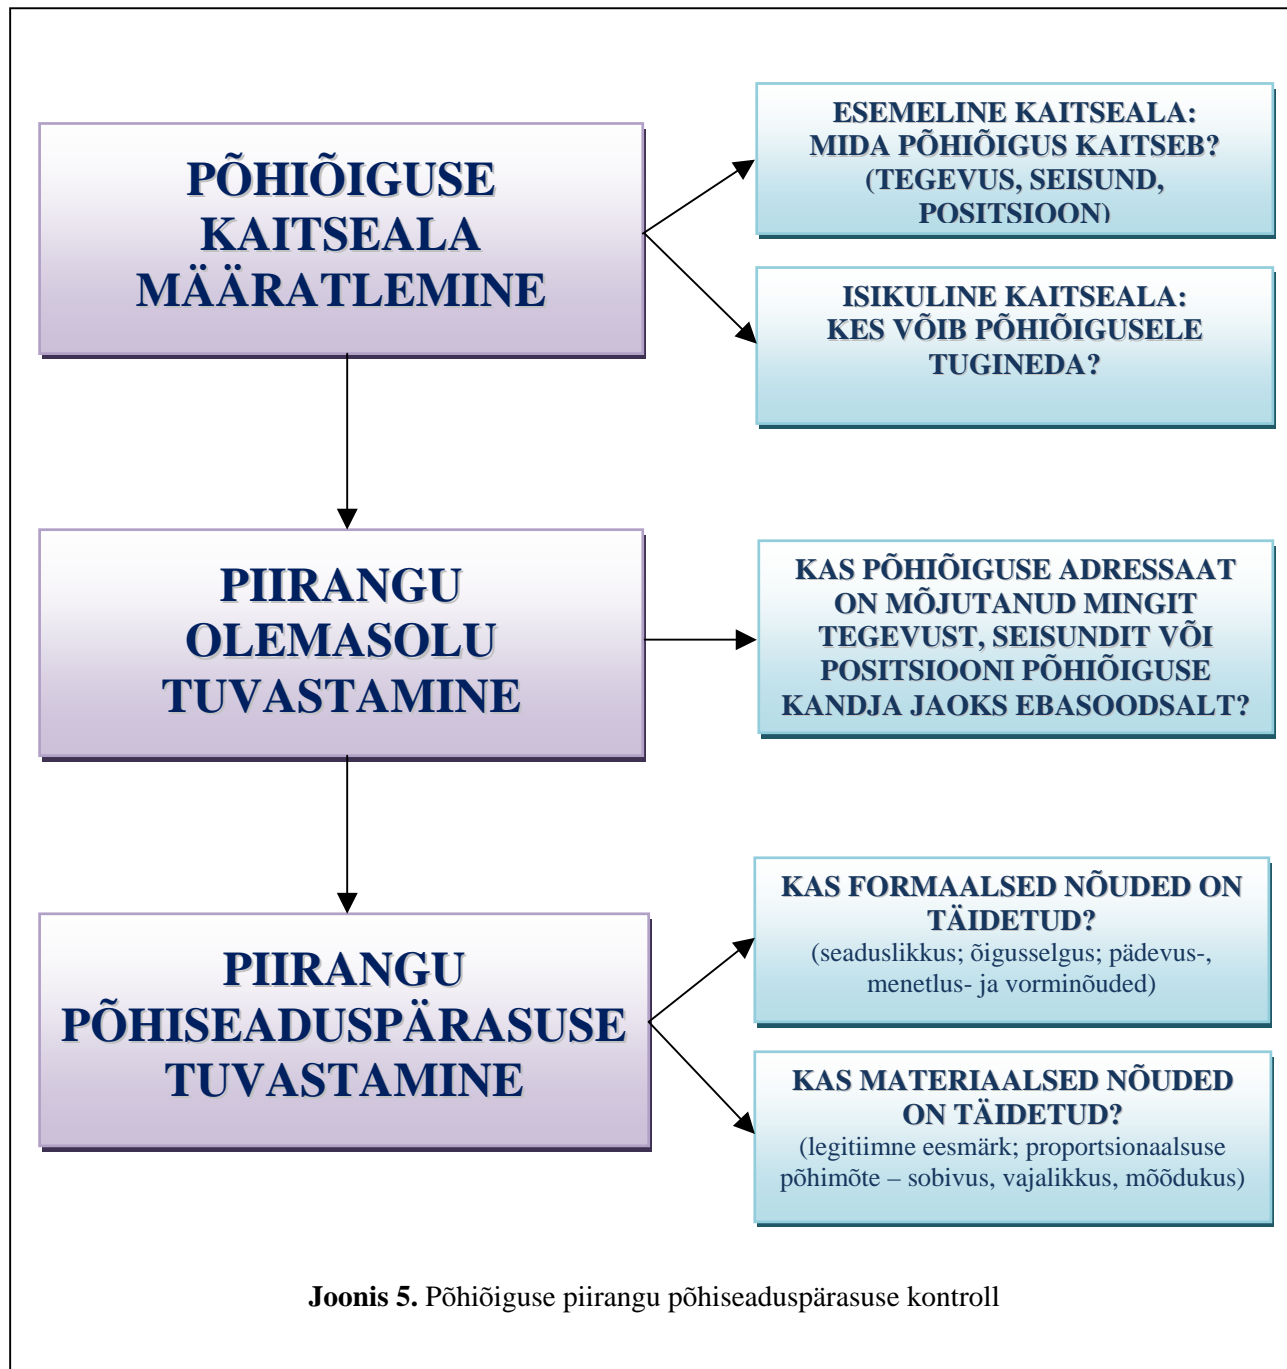 PÕHIÕIGUSE
KAITSEALA
MÄÄRATLEMINE
ESEMELINE KAITSEALA:
MIDA PÕHIÕIGUS KAITSEB?
(TEGEVUS, SEISUND,
POSITSIOON)
ISIKULINE KAITSEALA:
KES VÕIB PÕHIÕIGUSELE
TUGINEDA?
PIIRANGU
OLEMASOLU
TUVASTAMINE
KAS PÕHIÕIGUSE ADRESSAAT
ON MÕJUTANUD MINGIT
TEGEVUST, SEISUNDIT VÕI
POSITSIOONI PÕHIÕIGUSE
KANDJA JAOKS EBASOODSALT?
PIIRANGU
PÕHISEADUSPÄRASUSE
TUVASTAMINE
KAS FORMAALSED NÕUDED ON
TÄIDETUD?
(seaduslikkus; õigusselgus; pädevus-,
menetlus- ja vorminõuded)
KAS MATERIAALSED NÕUDED
ON TÄIDETUD?
(legitiimne eesmärk; proportsionaalsuse
põhimõte – sobivus, vajalikkus, mõõdukus)
Joonis 5. Põhiõiguse piirangu põhiseaduspärasuse kontroll